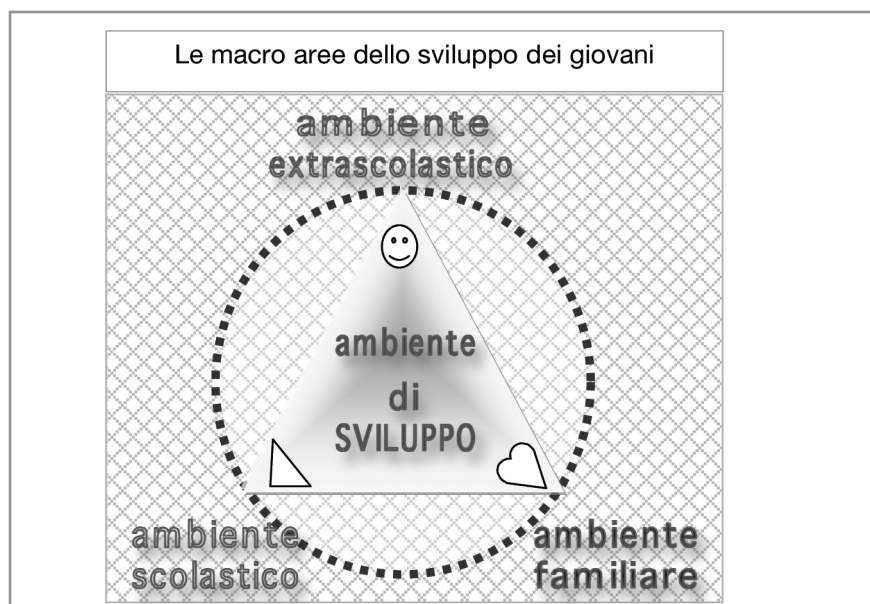 Le macro aree dello sviluppo dei giovani
ambiente
extrascolastico
ambiente
di
SVILUPPO
ambiente
scolastico
ambiente
familiare